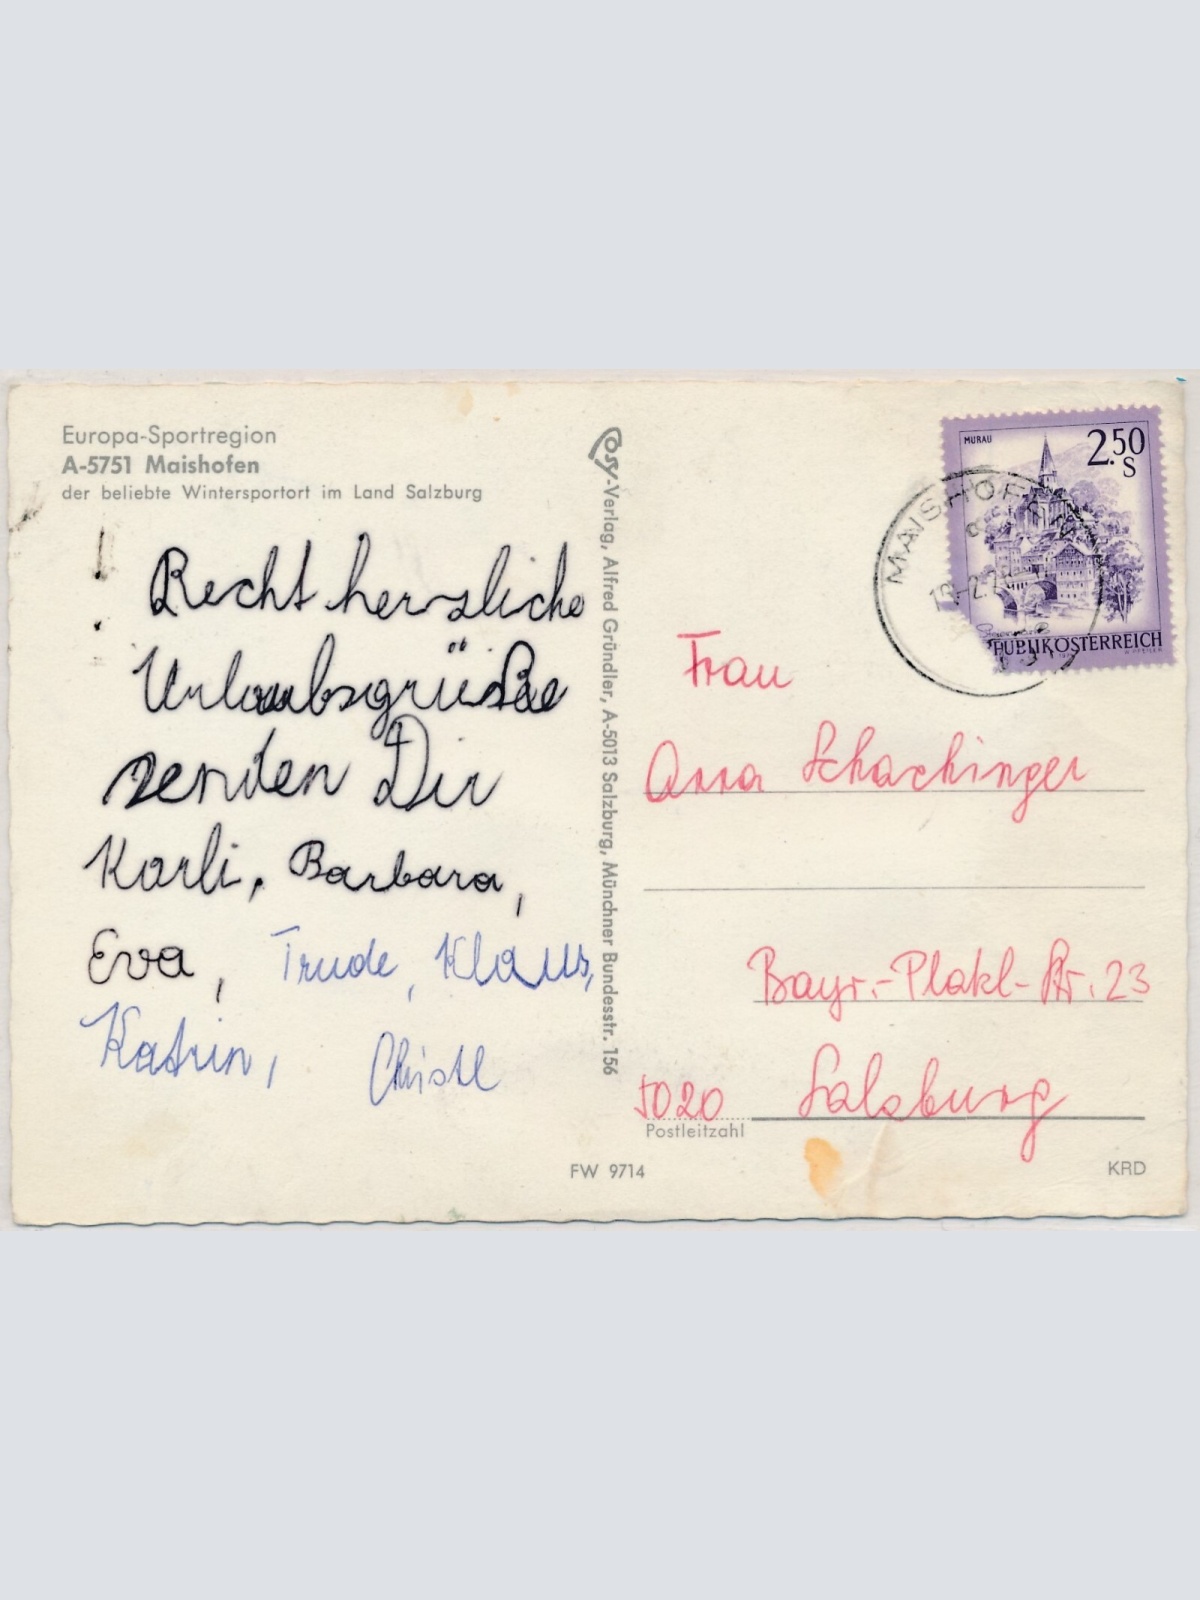 Europa-Sportregion
A-5751 Maishofen
der beliebte Wintersportort im Land Salzburg
Recht herzliche
Urlaubsgrüße
senden Dir
Karli, Barbara,
Eva, Trude, Klaus,
Katrin, Christl
Posy-Verlag, Alfred Gründler, A-5013 Salzburg, Münchner Bundesstr. 156
MURAU
2.50
S
MAISHOFEN
REPUBLIK ÖSTERREICH
Frau
Anna Schachinger
Bayr.-Platzl-Str. 23
5020 Salzburg
Postleitzahl
FW 9714
KRD